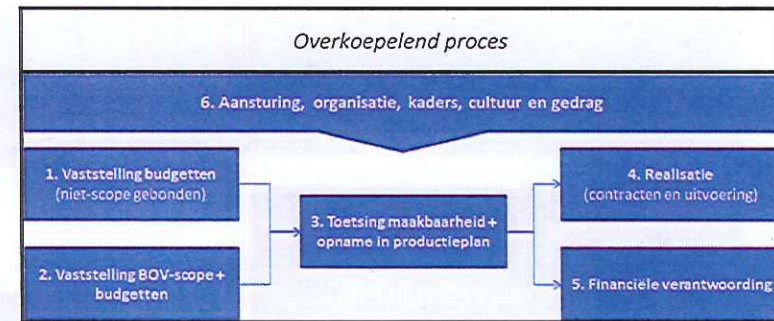 Overkoepelend proces
6. Aansturing, organisatie, kaders, cultuur en gedrag
1. Vaststelling budgetten
(niet-scope gebonden)
2. Vaststelling BOV-scope +
budgetten
3. Toetsing maakbaarheid +
opname in productieplan
4. Realisatie
(contracten en uitvoering)
5. Financiële verantwoording